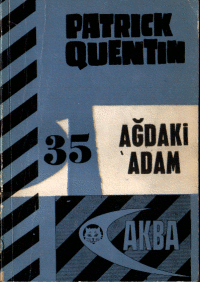 PATRICK
QUENTIN
35
AĞDAKİ
'ADAM
AKBA